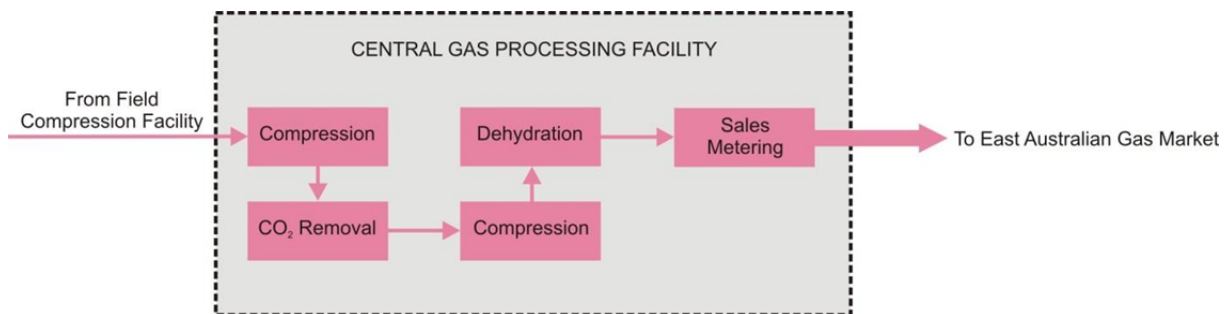 CENTRAL GAS PROCESSING FACILITY
From Field
Compression Facility
Compression
Dehydration
Sales
Metering
To East Australian Gas Market
CO₂ Removal
Compression